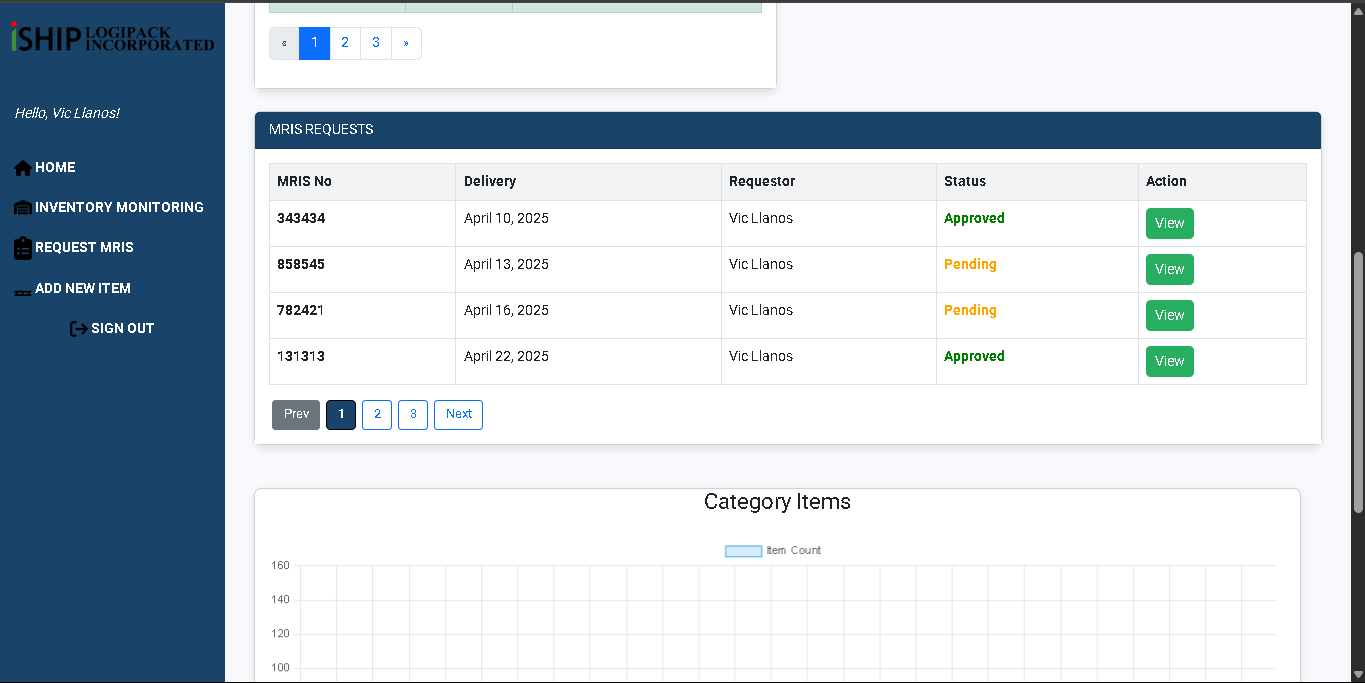 iSHIP LOGIPACK INCORPORATED
Hello, Vic Llanos!
HOME
INVENTORY MONITORING
REQUEST MRIS
ADD NEW ITEM
SIGN OUT
« 1 2 3 »
MRIS REQUESTS
MRIS No Delivery Requestor Status Action
343434 April 10, 2025 Vic Llanos Approved View
858545 April 13, 2025 Vic Llanos Pending View
782421 April 16, 2025 Vic Llanos Pending View
131313 April 22, 2025 Vic Llanos Approved View
Prev 1 2 3 Next
Category Items
Item Count
160
140
120
100